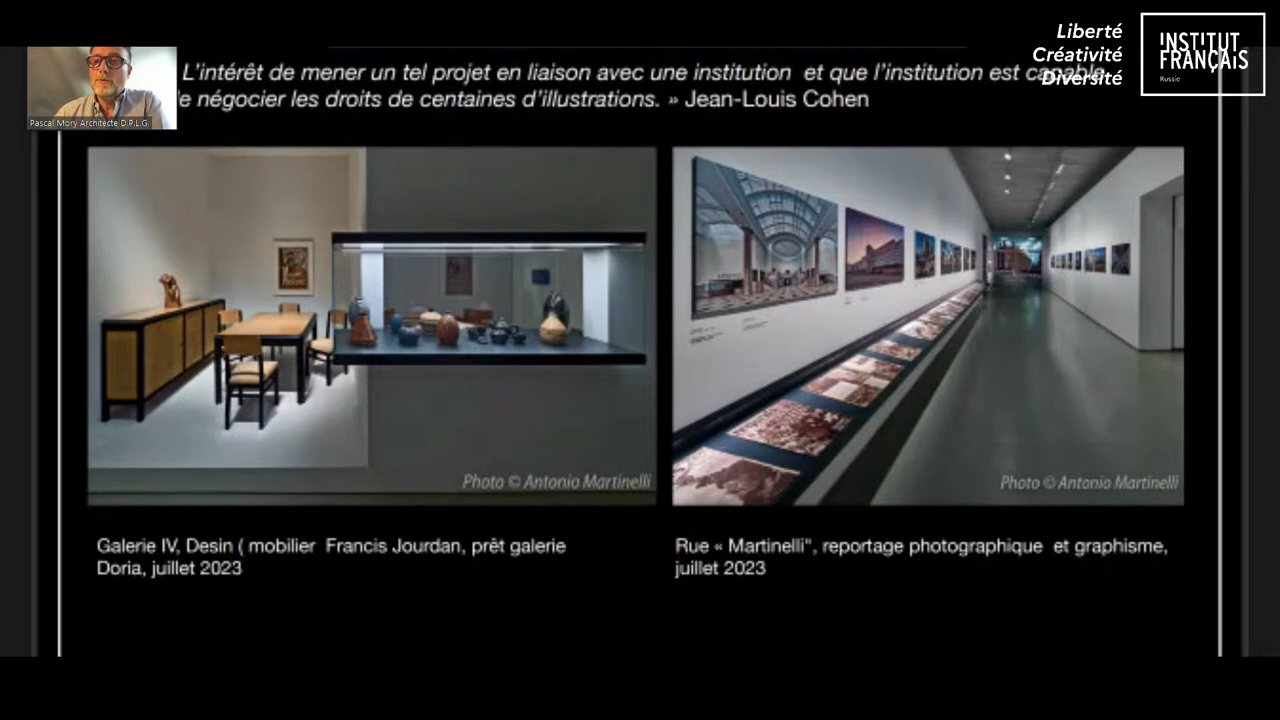 Liberté
Créativité
Diversité
INSTITUT
FRANÇAIS
Russie
L'intérêt de mener un tel projet en liaison avec une institution et que l'institution est capable
le négocier les droits de centaines d'illustrations. » Jean-Louis Cohen
Pascal Mory Architecte D.P.L.G.
Photo © Antonio Martinelli
Photo © Antonio Martinelli
Galerie IV, Desin ( mobilier Francis Jourdan, prêt galerie
Doria, juillet 2023
Rue « Martinelli", reportage photographique et graphisme,
juillet 2023